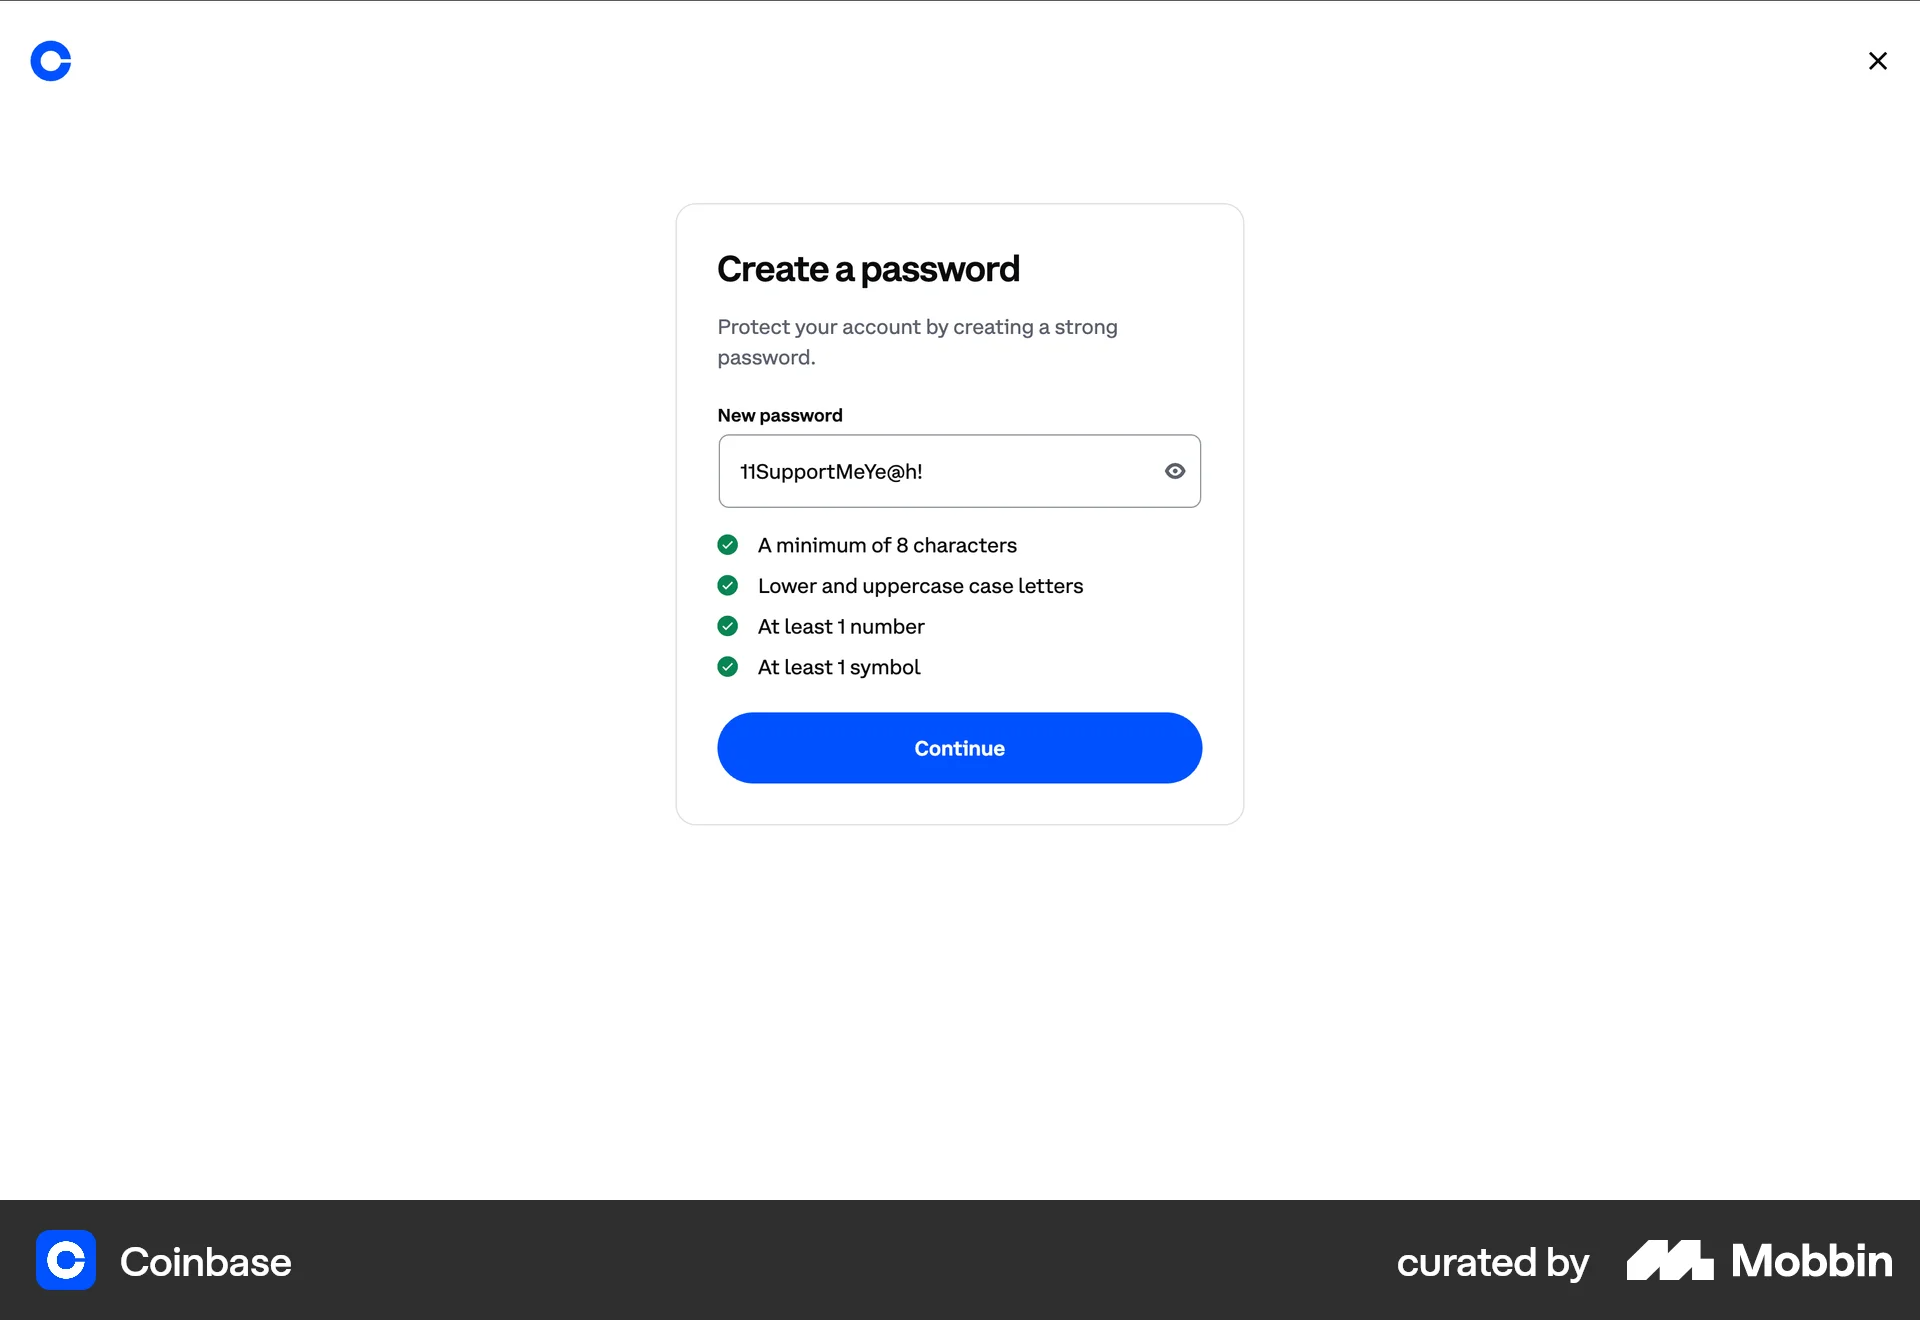 Create a password
Protect your account by creating a strong
password.
New password
11SupportMeYe@h!
A minimum of 8 characters
Lower and uppercase case letters
At least 1 number
At least 1 symbol
Continue
Coinbase
curated by Mobbin